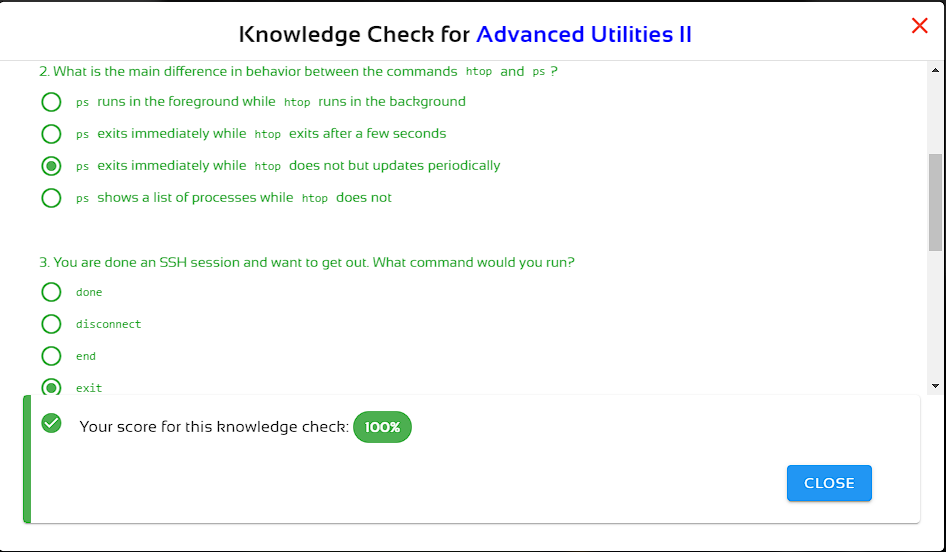 Knowledge Check for Advanced Utilities II
2. What is the main difference in behavior between the commands htop and ps ?
ps runs in the foreground while htop runs in the background
ps exits immediately while htop exits after a few seconds
ps exits immediately while htop does not but updates periodically
ps shows a list of processes while htop does not
3. You are done an SSH session and want to get out. What command would you run?
done
disconnect
end
exit
Your score for this knowledge check: 100%
CLOSE